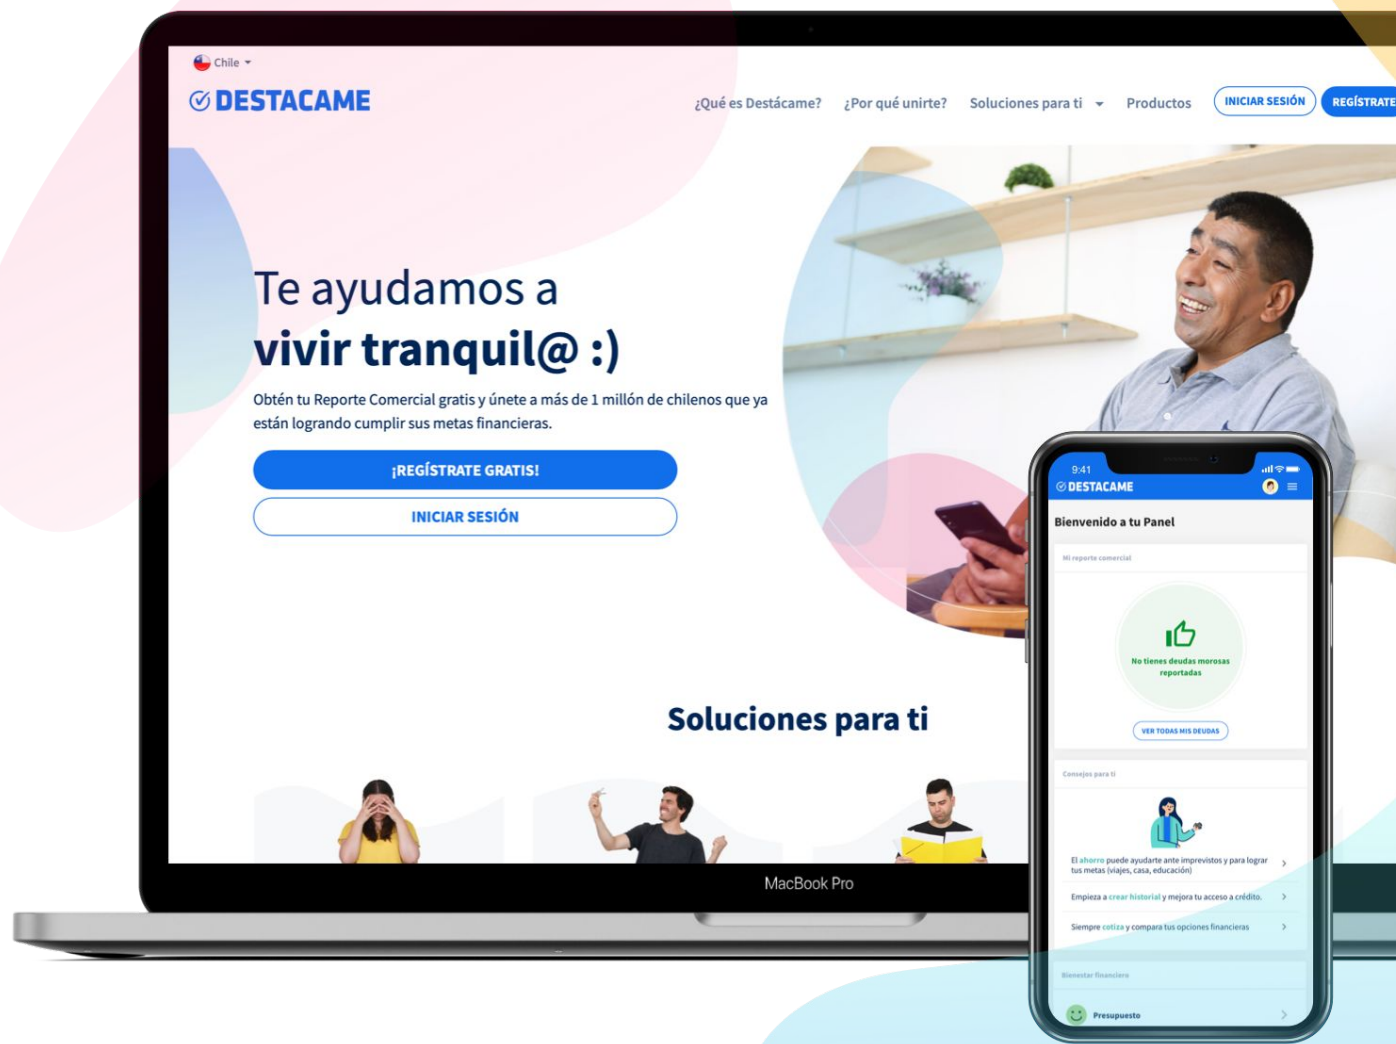 Chile
DESTACAME
¿Qué es Destácame? ¿Por qué unirte? Soluciones para ti Productos INICIAR SESIÓN REGÍSTRATE
Te ayudamos a
vivir tranquil@ :)
Obtén tu Reporte Comercial gratis y únete a más de 1 millón de chilenos que ya
están logrando cumplir sus metas financieras.
¡REGÍSTRATE GRATIS!
INICIAR SESIÓN
Soluciones para ti
MacBook Pro
9:41
DESTACAME
Bienvenido a tu Panel
Mi reporte comercial
No tienes deudas morosas
reportadas
VER TODAS MIS DEUDAS
Consejos para ti
El ahorro puede ayudarte ante imprevistos y para lograr
tus metas (viajes, casa, educación)
Empieza a crear historial y mejora tu acceso a crédito.
Siempre cotiza y compara tus opciones financieras
Bienestar financiero
Presupuesto